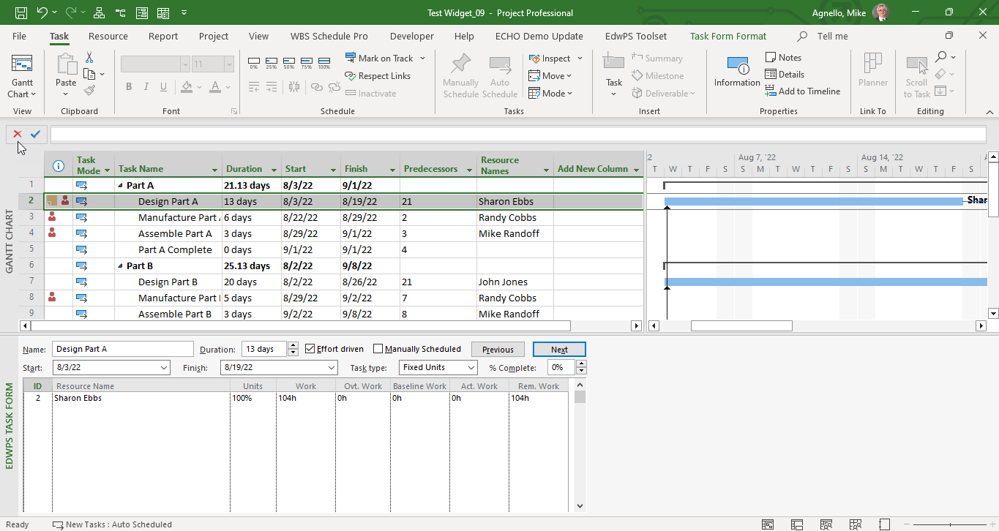 Test Widget_09 - Project Professional
Agnello, Mike
File Task Resource Report Project View WBS Schedule Pro Developer Help ECHO Demo Update EdwPS Toolset Task Form Format Tell me
Gantt Chart
View
Paste
Clipboard
11
B I U A
Font
0% 25% 50% 75% 100%
Mark on Track
Respect Links
Inactivate
Schedule
Manually Schedule
Auto Schedule
Inspect
Move
Mode
Tasks
Task
Summary
Milestone
Deliverable
Insert
Information
Notes
Details
Add to Timeline
Properties
Planner
Link To
Scroll to Task
Editing
GANTT CHART
Task Mode Task Name Duration Start Finish Predecessors Resource Names Add New Column
2 Aug 7, '22 Aug 14, '22
T W T F S S M T W T F S S M T W T F S
1 Part A 21.13 days 8/3/22 9/1/22
2 Design Part A 13 days 8/3/22 8/19/22 21 Sharon Ebbs
3 Manufacture Part 6 days 8/22/22 8/29/22 2 Randy Cobbs
4 Assemble Part A 3 days 8/29/22 9/1/22 3 Mike Randoff
5 Part A Complete 0 days 9/1/22 9/1/22 4
6 Part B 25.13 days 8/2/22 9/8/22
7 Design Part B 20 days 8/2/22 8/26/22 21 John Jones
8 Manufacture Part 5 days 8/29/22 9/2/22 7 Randy Cobbs
9 Assemble Part B 3 days 9/2/22 9/8/22 8 Mike Randoff
EDWPS TASK FORM
Name: Design Part A Duration: 13 days Effort driven Manually Scheduled Previous Next
Start: 8/3/22 Finish: 8/19/22 Task type: Fixed Units % Complete: 0%
ID Resource Name Units Work Ovt. Work Baseline Work Act. Work Rem. Work
2 Sharon Ebbs 100% 104h 0h 0h 0h 104h
Ready New Tasks : Auto Scheduled